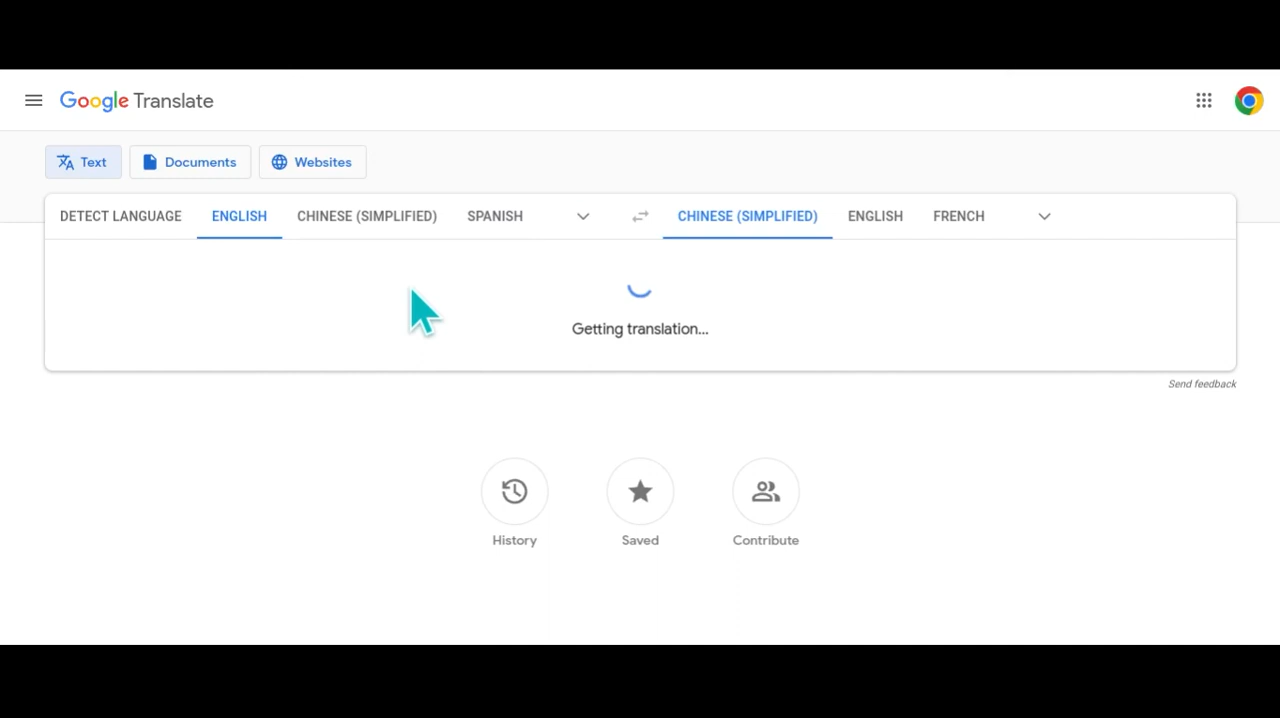 Google Translate
Text Documents Websites
DETECT LANGUAGE ENGLISH CHINESE (SIMPLIFIED) SPANISH CHINESE (SIMPLIFIED) ENGLISH FRENCH
Getting translation...
Send feedback
History Saved Contribute